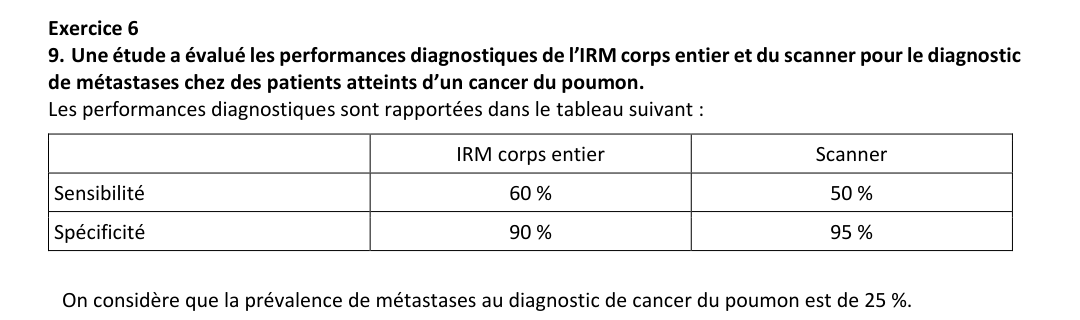 Exercice 6
9. Une étude a évalué les performances diagnostiques de l’IRM corps entier et du scanner pour le diagnostic
de métastases chez des patients atteints d’un cancer du poumon.
Les performances diagnostiques sont rapportées dans le tableau suivant :
IRM corps entier Scanner
Sensibilité 60 % 50 %
Spécificité 90 % 95 %
On considère que la prévalence de métastases au diagnostic de cancer du poumon est de 25 %.